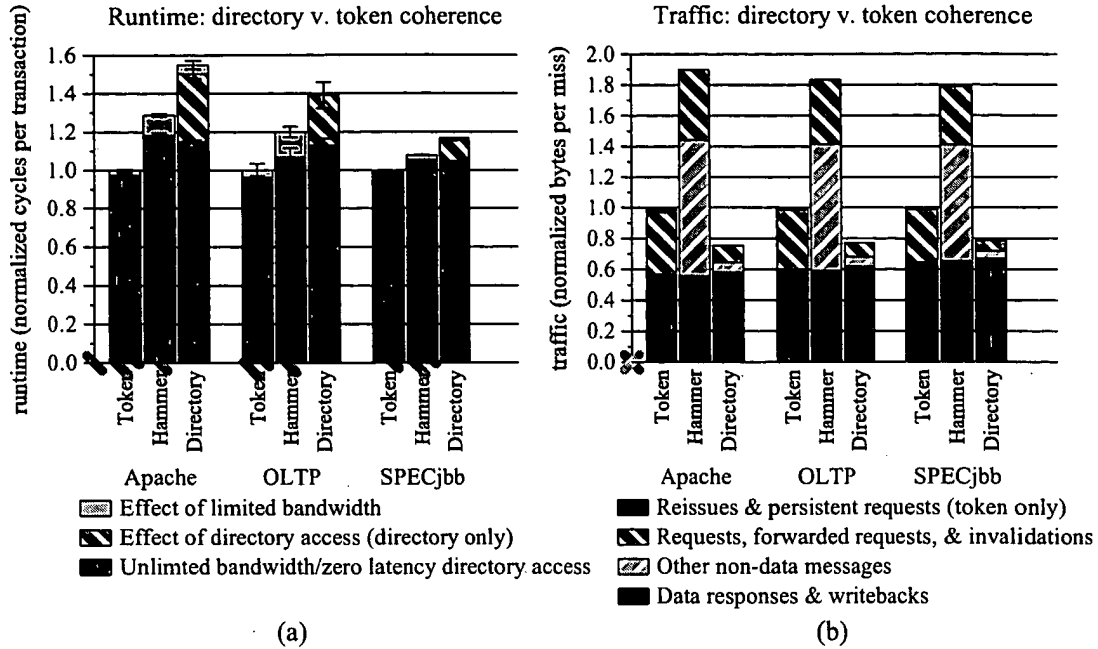 Runtime: directory v. token coherence
runtime (normalized cycles per transaction)
1.6
1.4
1.2
1.0
0.8
0.6
0.4
0.2
0.0
Token
Hammer
Directory
Token
Hammer
Directory
Token
Hammer
Directory
Apache
OLTP
SPECjbb
Effect of limited bandwidth
Effect of directory access (directory only)
Unlimted bandwidth/zero latency directory access
(a)
Traffic: directory v. token coherence
traffic (normalized bytes per miss)
2.0
1.8
1.6
1.4
1.2
1.0
0.8
0.6
0.4
0.2
0.0
Token
Hammer
Directory
Token
Hammer
Directory
Token
Hammer
Directory
Apache
OLTP
SPECjbb
Reissues & persistent requests (token only)
Requests, forwarded requests, & invalidations
Other non-data messages
Data responses & writebacks
(b)